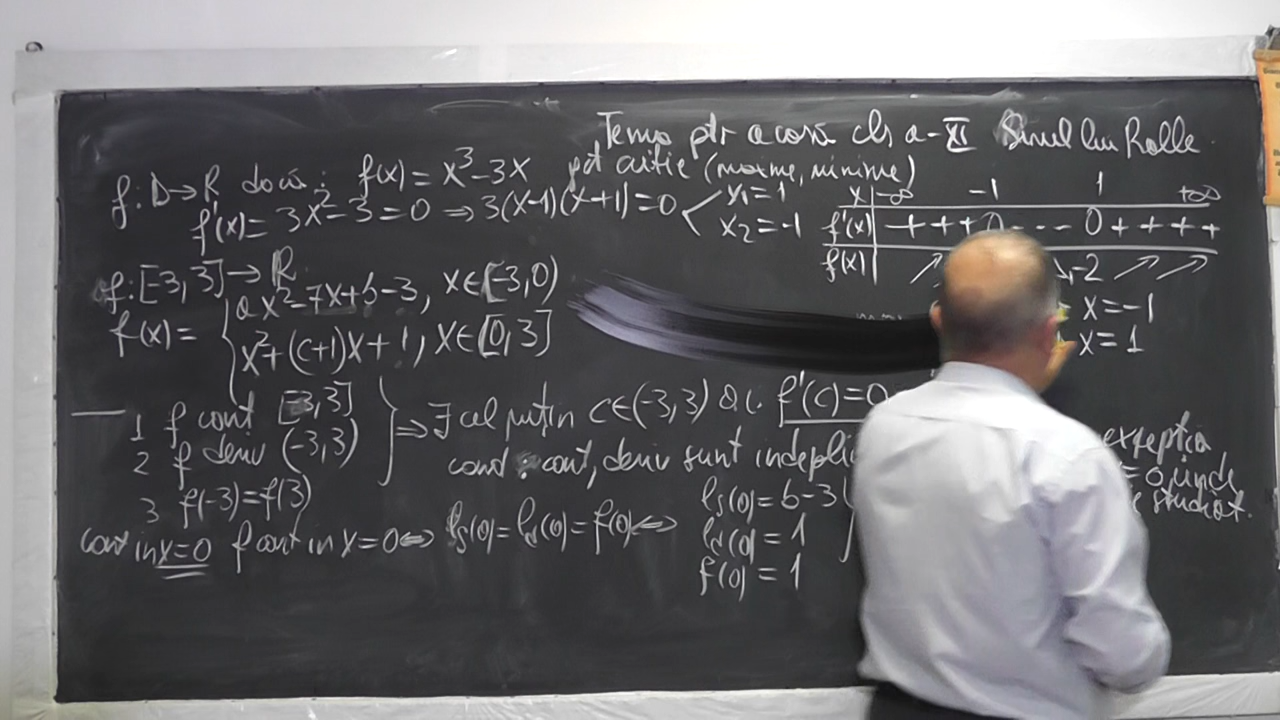 Tema ptr acasă cls a-XI Șirul lui Rolle
f:D→R dacă: f(x) = x³-3x pct critic (maxime, minime)
f'(x) = 3x²-3=0 ⇒ 3(x-1)(x+1)=0 x₁=1
x₂=-1
x -∞ -1 1 +∞
f'(x) + + + 0 - - - 0 + + + +
f(x) ↗ -2 ↗ ↗
f:[-3,3]→R
f(x) = { ax²-7x+b-3, x∈[-3,0)
x²+(c+1)x+1, x∈[0,3]
x=-1
x=1
1 f cont [-3,3]
2 f deriv (-3,3)
3 f(-3)=f(3)
⇒ ∃ cel puțin c∈(-3,3) a.î. f'(c)=0
cond: cont, deriv sunt indepli
excepția
=0, unde
studiat.
cont in x=0 f cont in x=0 ⇔ ls(0)=ld(0)=f(0) ⇔
ls(0)=b-3
ld(0)=1
f(0)=1